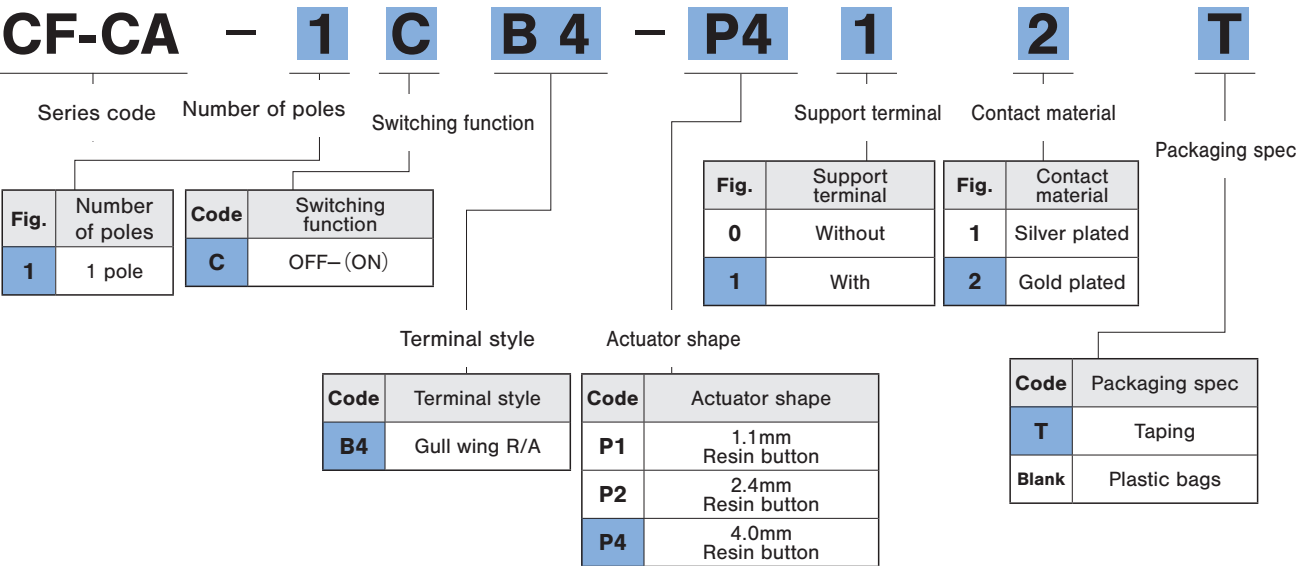 CF-CA – 1 C B 4 – P4 1 2 T
Series code
Number of poles
Switching function
Support terminal
Contact material
Packaging spec
Fig. Number of poles
1 1 pole
Code Switching function
C OFF–(ON)
Fig. Support terminal
0 Without
1 With
Fig. Contact material
1 Silver plated
2 Gold plated
Terminal style
Actuator shape
Code Terminal style
B4 Gull wing R/A
Code Actuator shape
P1 1.1mm Resin button
P2 2.4mm Resin button
P4 4.0mm Resin button
Code Packaging spec
T Taping
Blank Plastic bags